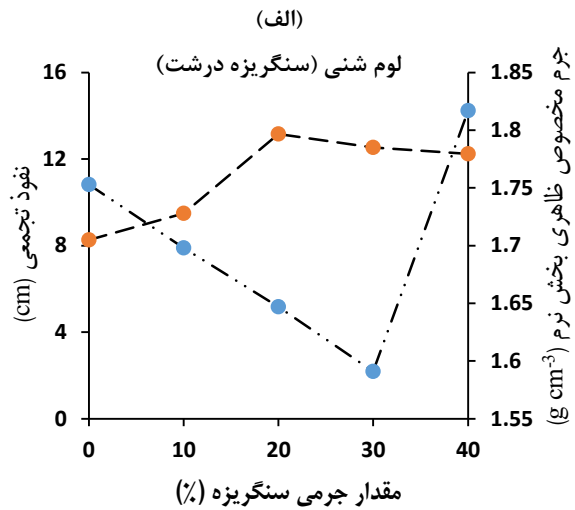 (الف)
لوم شنی (سنگریزه درشت)
16
12
8
4
0
نفوذ تجمعی (cm)
1.85
1.8
1.75
1.7
1.65
1.6
1.55
جرم مخصوص ظاهری بخش نرم (g cm-3)
0 10 20 30 40
مقدار جرمی سنگریزه (٪)